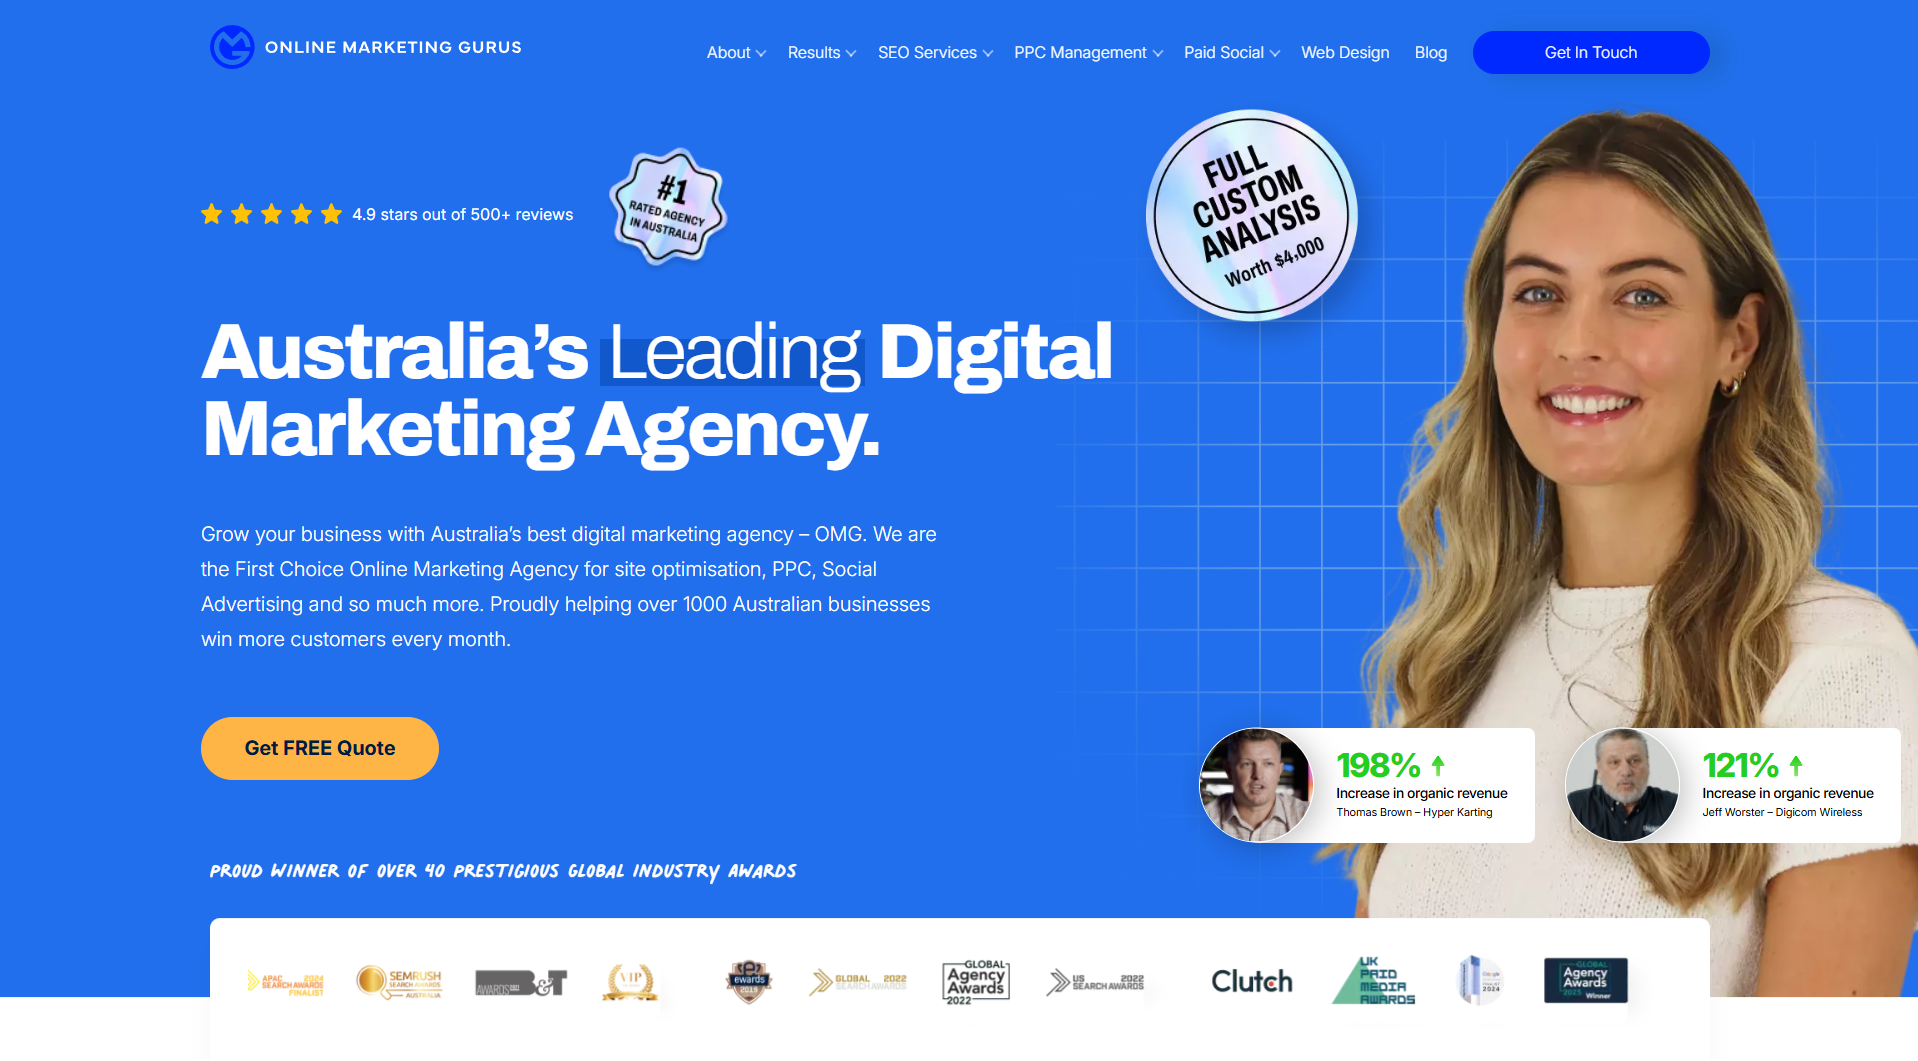 ONLINE MARKETING GURUS
About
Results
SEO Services
PPC Management
Paid Social
Web Design
Blog
Get In Touch
4.9 stars out of 500+ reviews
#1
RATED AGENCY
IN AUSTRALIA
FULL
CUSTOM
ANALYSIS
Worth $4,000
Australia’s Leading Digital
Marketing Agency.
Grow your business with Australia’s best digital marketing agency – OMG. We are
the First Choice Online Marketing Agency for site optimisation, PPC, Social
Advertising and so much more. Proudly helping over 1000 Australian businesses
win more customers every month.
Get FREE Quote
198%
Increase in organic revenue
Thomas Brown – Hyper Karting
121%
Increase in organic revenue
Jeff Worster – Digicom Wireless
PROUD WINNER OF OVER 40 PRESTIGIOUS GLOBAL INDUSTRY AWARDS
APAC 2024
SEARCH AWARDS
FINALIST
SEMRUSH
SEARCH AWARDS
AUSTRALIA
AWARDS
B&T
VIP
ewards
2019
GLOBAL 2022
SEARCH AWARDS
GLOBAL
Agency
Awards
2022
US 2022
SEARCH AWARDS
Clutch
UK
PAID
MEDIA
AWARDS
Google
2024
GLOBAL
Agency
Awards
2023
Winner